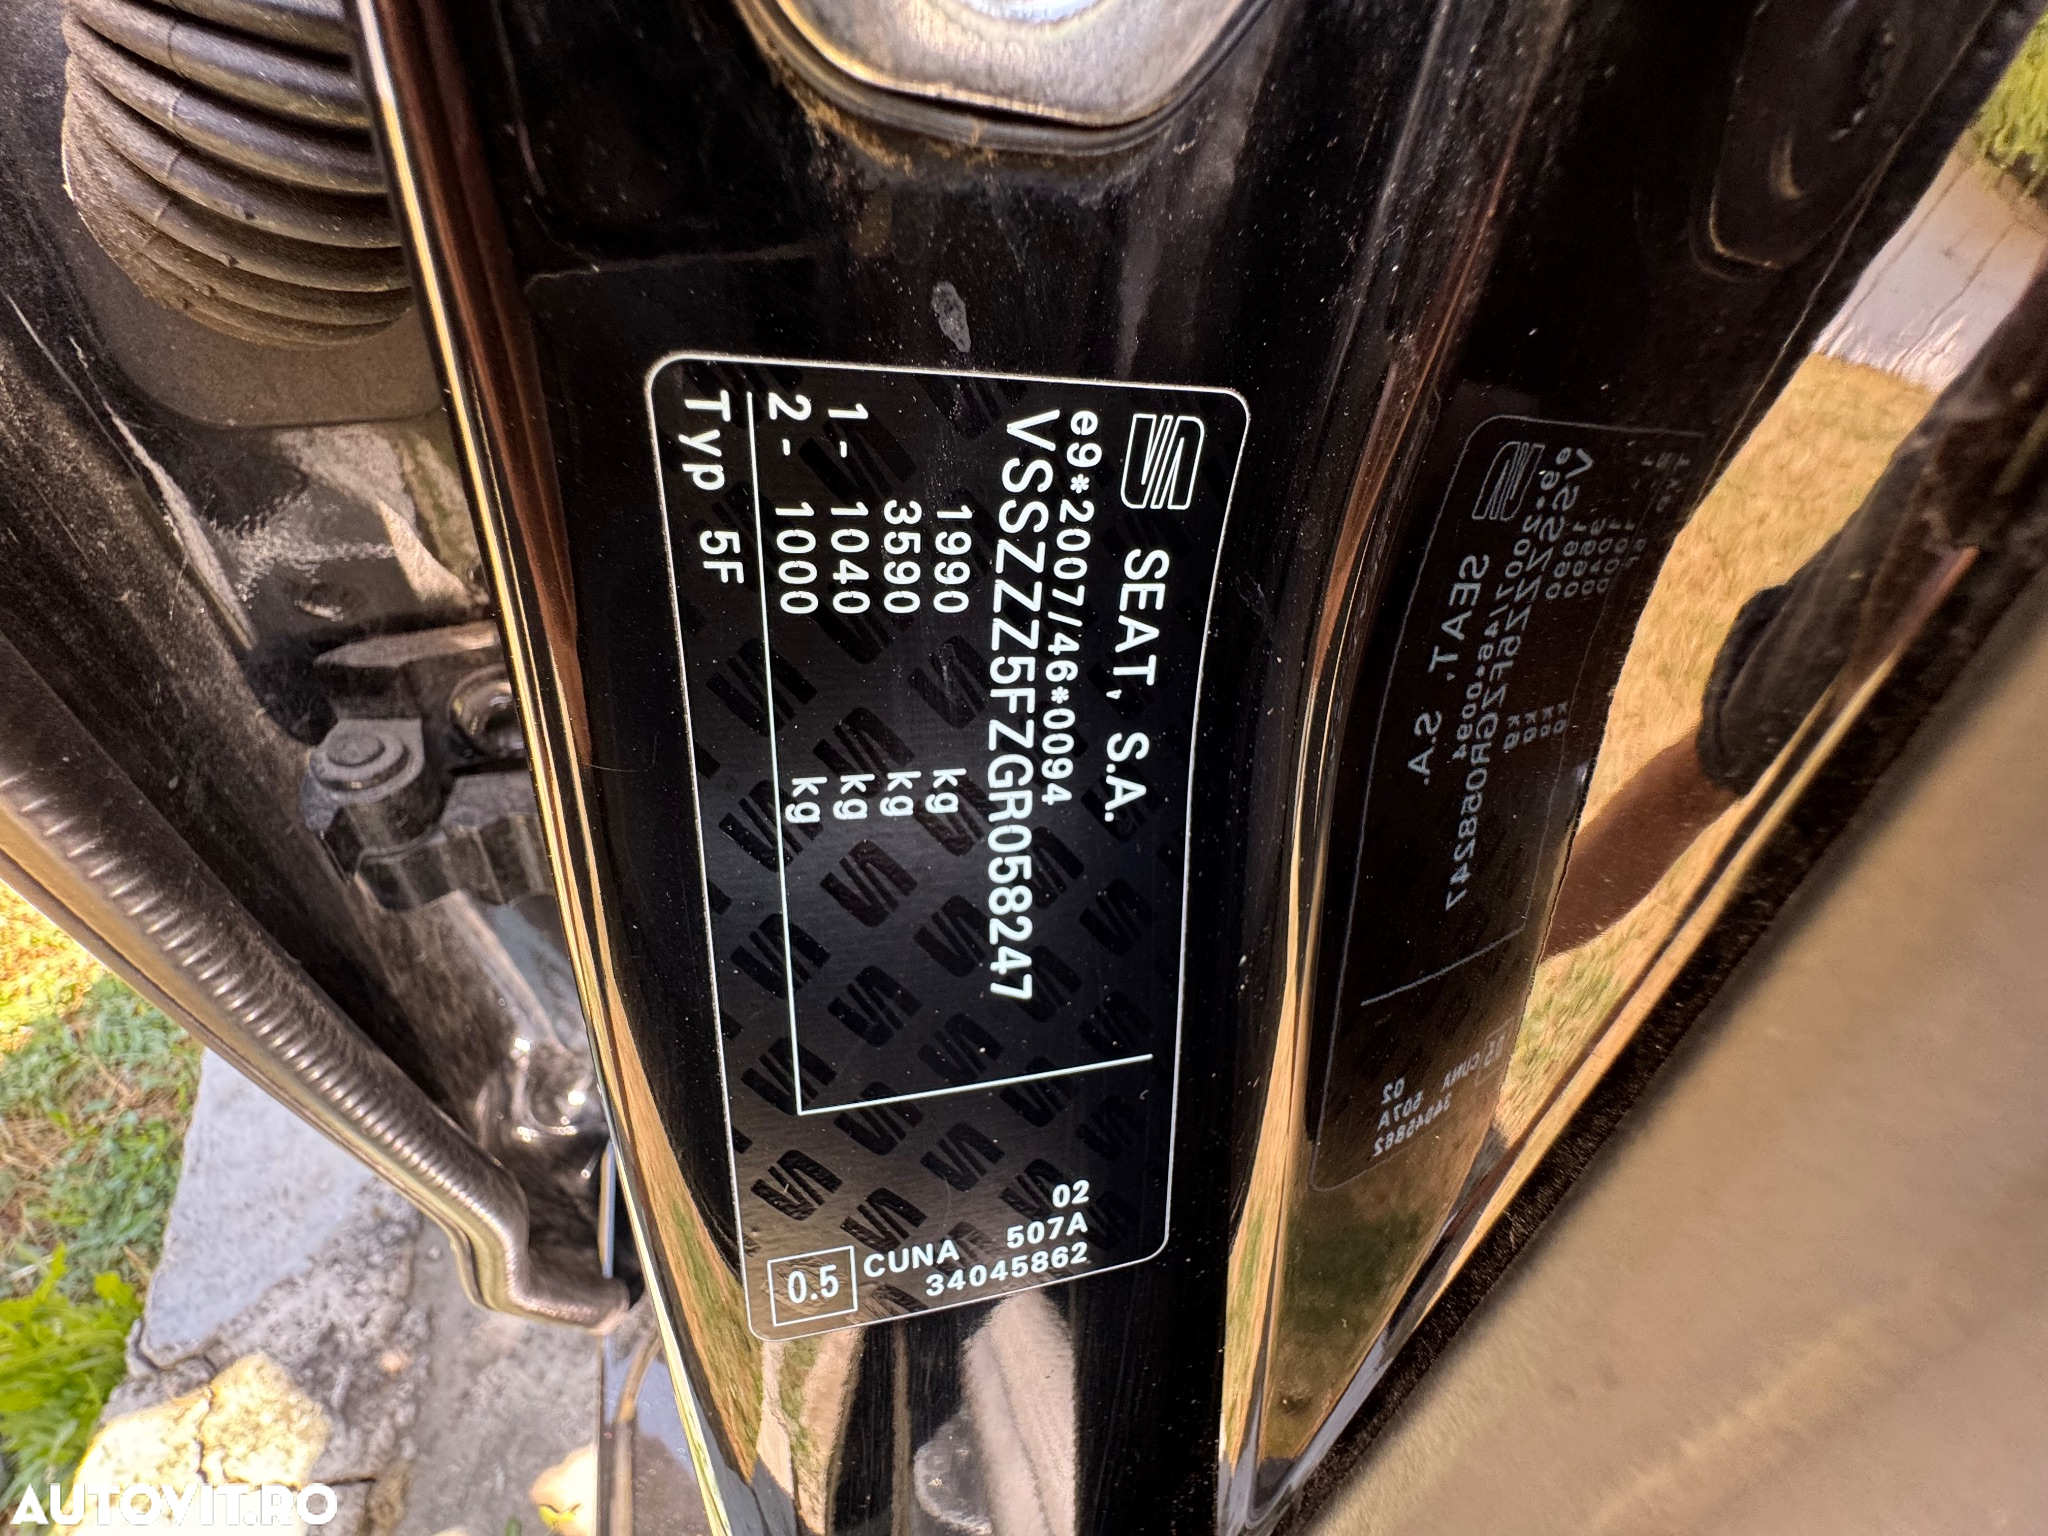 SEAT, S.A.
e9*2007/46*0094
VSSZZZ5FZGR058247
1990 kg
3590 kg
1- 1040 kg
2- 1000 kg
Typ 5F
02
507A
CUNA 34045862
0.5
AUTOVIT.RO